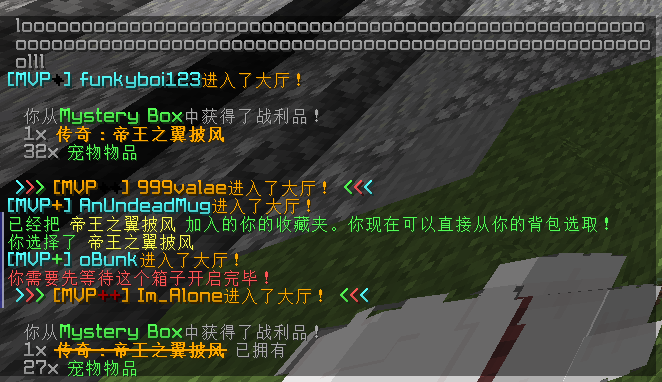 looooooooooooooooooooooooooooooooooooooooooooooo
oooooooooooooooooooooooooooooooooooooooooooooooo
olll
[MVP+] funkyboi123进入了大厅！
你从Mystery Box中获得了战利品！
1x 传奇：帝王之翼披风
32x 宠物物品
>>> [MVP++] 999valae进入了大厅！ <<<
[MVP+] AnUndeadMug进入了大厅！
已经把 帝王之翼披风 加入的你的收藏夹。你现在可以直接从你的背包选取！
你选择了 帝王之翼披风
[MVP+] oBunk进入了大厅！
你需要先等待这个箱子开启完毕！
>>> [MVP++] Im_Alone进入了大厅！ <<<
你从Mystery Box中获得了战利品！
1x 传奇：帝王之翼披风 已拥有
27x 宠物物品